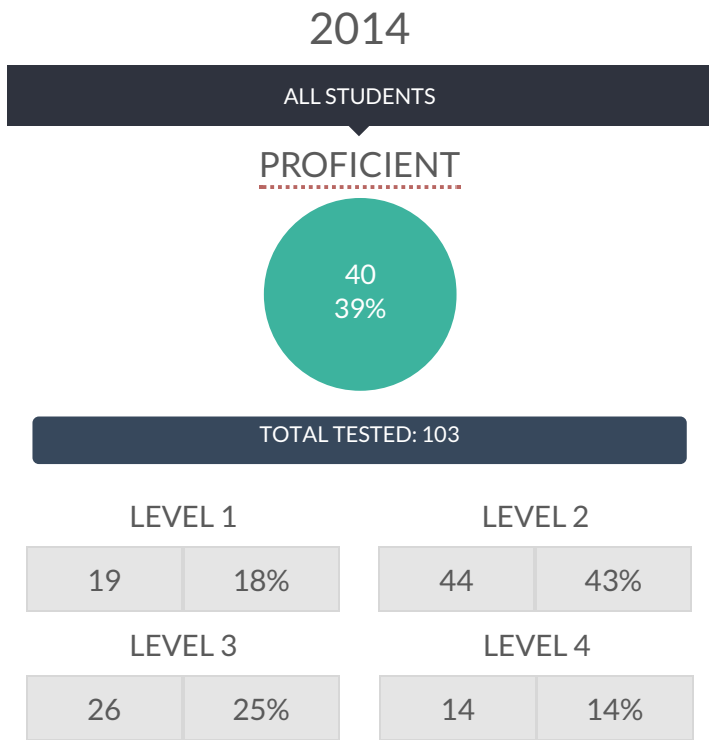 2014
ALL STUDENTS
PROFICIENT
40
39%
TOTAL TESTED: 103
LEVEL 1
19 18%
LEVEL 2
44 43%
LEVEL 3
26 25%
LEVEL 4
14 14%